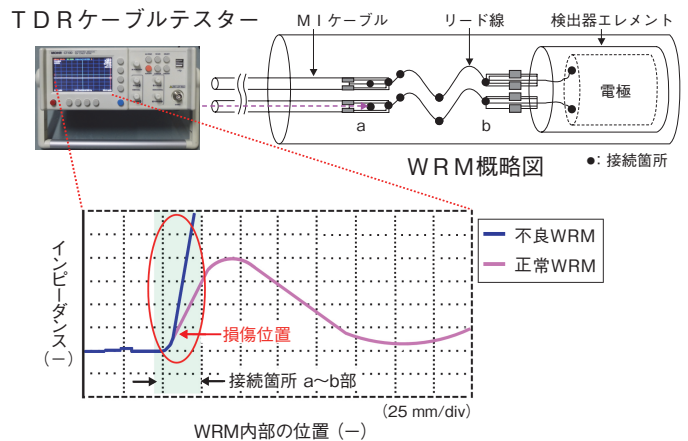 TDRケーブルテスター
MIケーブル
リード線
検出器エレメント
電極
a
b
WRM概略図
●：接続箇所
インピーダンス
(－)
不良WRM
正常WRM
損傷位置
接続箇所 a～b部
(25 mm/div)
WRM内部の位置 (－)